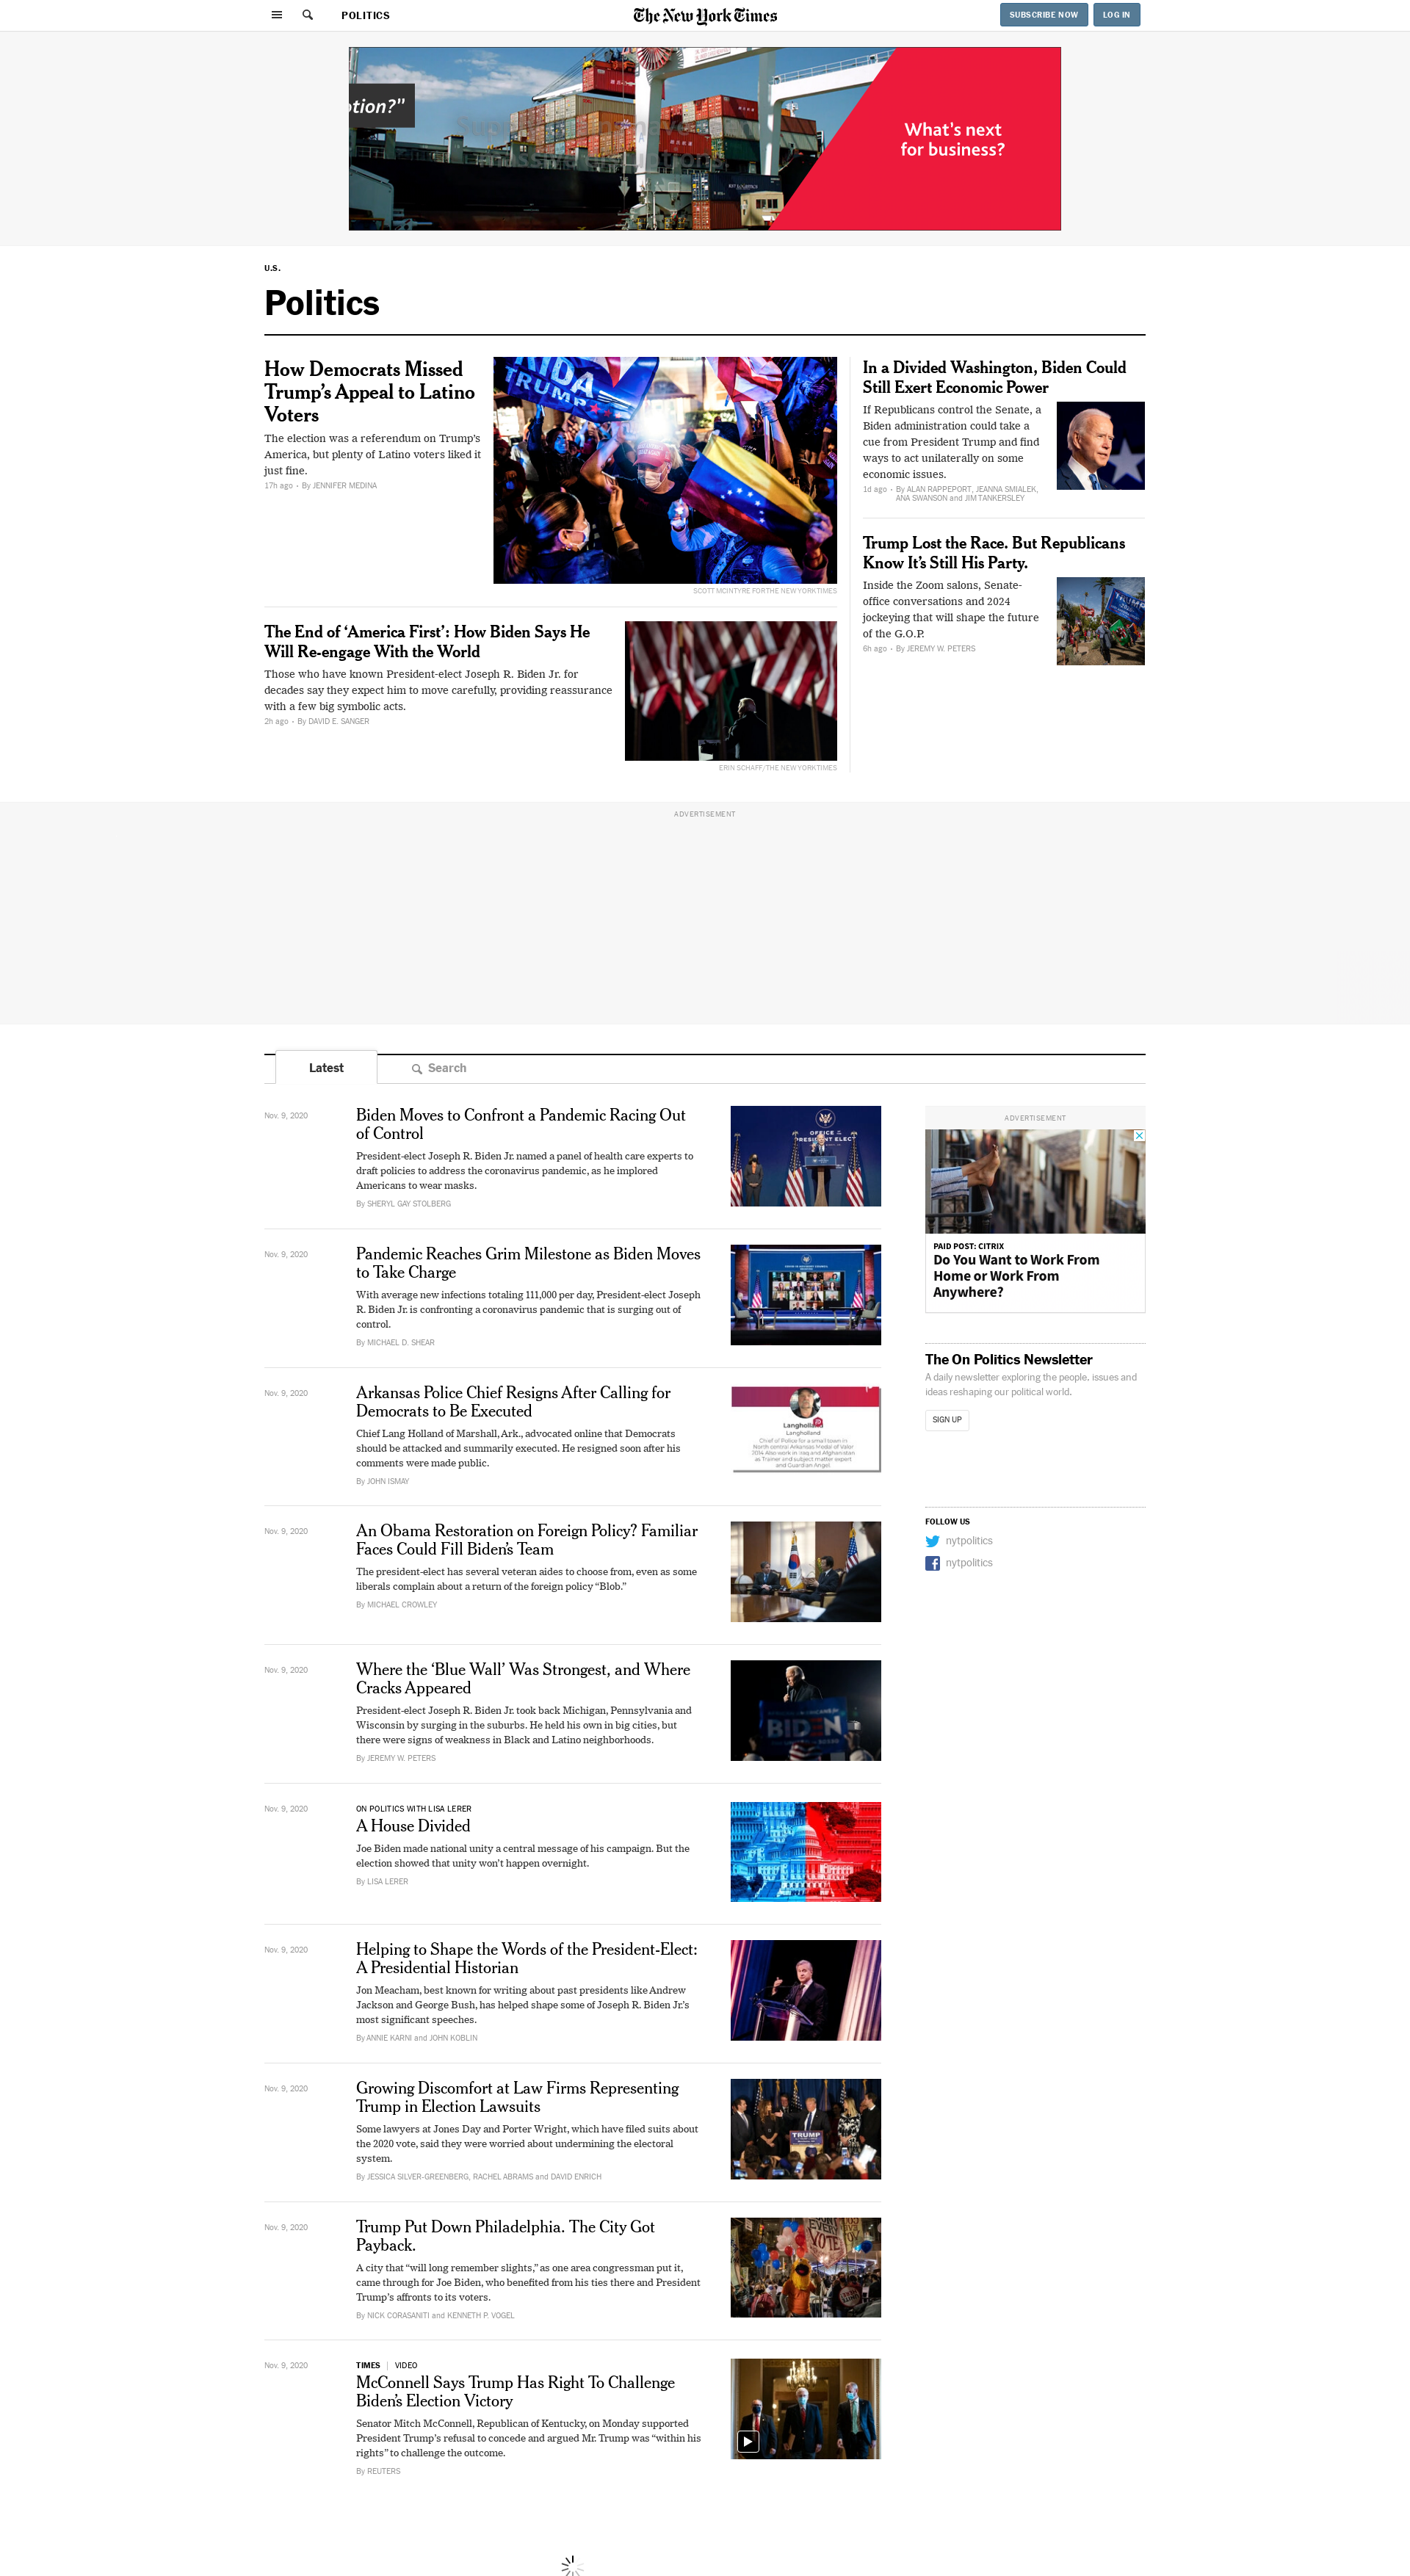 POLITICS
The New York Times
SUBSCRIBE NOW
LOG IN
ption?"
What's next
for business?
U.S.
Politics
How Democrats Missed
Trump's Appeal to Latino
Voters
The election was a referendum on Trump's
America, but plenty of Latino voters liked it
just fine.
17h ago • By JENNIFER MEDINA
SCOTT MCINTYRE FOR THE NEW YORK TIMES
The End of 'America First': How Biden Says He
Will Re-engage With the World
Those who have known President-elect Joseph R. Biden Jr. for
decades say they expect him to move carefully, providing reassurance
with a few big symbolic acts.
2h ago • By DAVID E. SANGER
ERIN SCHAFF/THE NEW YORK TIMES
In a Divided Washington, Biden Could
Still Exert Economic Power
If Republicans control the Senate, a
Biden administration could take a
cue from President Trump and find
ways to act unilaterally on some
economic issues.
1d ago • By ALAN RAPPEPORT, JEANNA SMIALEK,
ANA SWANSON and JIM TANKERSLEY
Trump Lost the Race. But Republicans
Know It's Still His Party.
Inside the Zoom salons, Senate-
office conversations and 2024
jockeying that will shape the future
of the G.O.P.
6h ago • By JEREMY W. PETERS
ADVERTISEMENT
Latest
Search
Nov. 9, 2020
Biden Moves to Confront a Pandemic Racing Out
of Control
President-elect Joseph R. Biden Jr. named a panel of health care experts to
draft policies to address the coronavirus pandemic, as he implored
Americans to wear masks.
By SHERYL GAY STOLBERG
Nov. 9, 2020
Pandemic Reaches Grim Milestone as Biden Moves
to Take Charge
With average new infections totaling 111,000 per day, President-elect Joseph
R. Biden Jr. is confronting a coronavirus pandemic that is surging out of
control.
By MICHAEL D. SHEAR
Nov. 9, 2020
Arkansas Police Chief Resigns After Calling for
Democrats to Be Executed
Chief Lang Holland of Marshall, Ark., advocated online that Democrats
should be attacked and summarily executed. He resigned soon after his
comments were made public.
By JOHN ISMAY
Langholland
Langholland
Chief of Police for a small town in
North central Arkansas Medal of Valor
2014 Also work in Iraq and Afghanistan
as Trainer and subject matter expert
and Guardian Angel
Nov. 9, 2020
An Obama Restoration on Foreign Policy? Familiar
Faces Could Fill Biden's Team
The president-elect has several veteran aides to choose from, even as some
liberals complain about a return of the foreign policy "Blob."
By MICHAEL CROWLEY
Nov. 9, 2020
Where the 'Blue Wall' Was Strongest, and Where
Cracks Appeared
President-elect Joseph R. Biden Jr. took back Michigan, Pennsylvania and
Wisconsin by surging in the suburbs. He held his own in big cities, but
there were signs of weakness in Black and Latino neighborhoods.
By JEREMY W. PETERS
BIDEN
Nov. 9, 2020
ON POLITICS WITH LISA LERER
A House Divided
Joe Biden made national unity a central message of his campaign. But the
election showed that unity won't happen overnight.
By LISA LERER
Nov. 9, 2020
Helping to Shape the Words of the President-Elect:
A Presidential Historian
Jon Meacham, best known for writing about past presidents like Andrew
Jackson and George Bush, has helped shape some of Joseph R. Biden Jr.'s
most significant speeches.
By ANNIE KARNI and JOHN KOBLIN
Nov. 9, 2020
Growing Discomfort at Law Firms Representing
Trump in Election Lawsuits
Some lawyers at Jones Day and Porter Wright, which have filed suits about
the 2020 vote, said they were worried about undermining the electoral
system.
By JESSICA SILVER-GREENBERG, RACHEL ABRAMS and DAVID ENRICH
TRUMP
Nov. 9, 2020
Trump Put Down Philadelphia. The City Got
Payback.
A city that "will long remember slights," as one area congressman put it,
came through for Joe Biden, who benefited from his ties there and President
Trump's affronts to its voters.
By NICK CORASANITI and KENNETH P. VOGEL
Nov. 9, 2020
TIMES | VIDEO
McConnell Says Trump Has Right To Challenge
Biden's Election Victory
Senator Mitch McConnell, Republican of Kentucky, on Monday supported
President Trump's refusal to concede and argued Mr. Trump was "within his
rights" to challenge the outcome.
By REUTERS
ADVERTISEMENT
PAID POST: CITRIX
Do You Want to Work From
Home or Work From
Anywhere?
The On Politics Newsletter
A daily newsletter exploring the people, issues and
ideas reshaping our political world.
SIGN UP
FOLLOW US
nytpolitics
nytpolitics